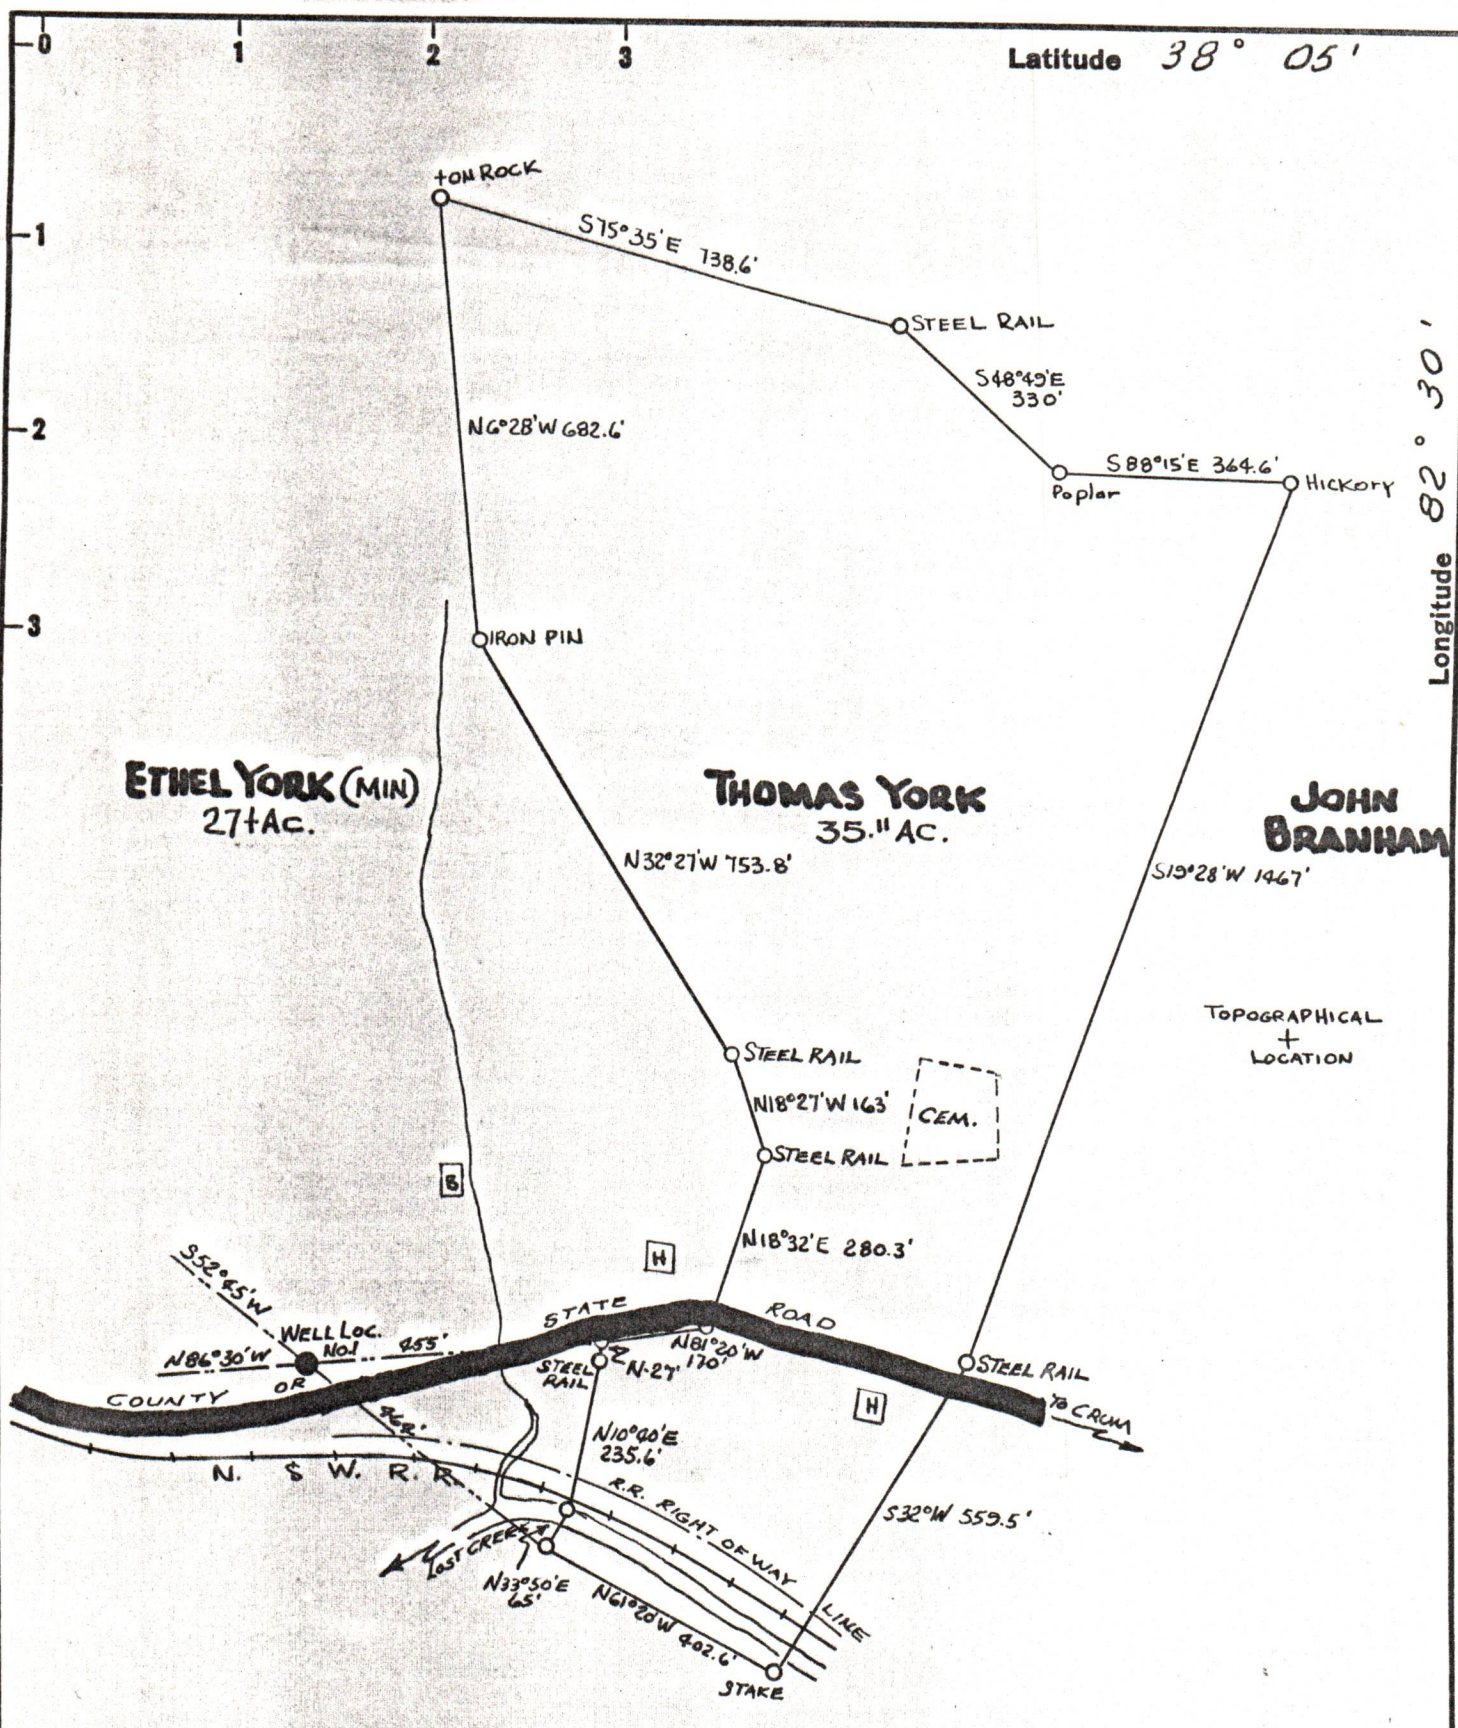 0 1 2 3
Latitude 38° 05'
+ ON ROCK
1
S75°35'E 738.6'
STEEL RAIL
S48°49'E
330'
2
N6°28'W 682.6'
S88°15'E 364.6'
Poplar
HICKORY
Longitude 82° 30'
3
IRON PIN
ETHEL YORK (MIN)
27+AC.
THOMAS YORK
35.11 AC.
JOHN
BRANHAM
N32°27'W 753.8'
S19°28'W 1467'
TOPOGRAPHICAL
+
LOCATION
STEEL RAIL
N18°27'W 163'
CEM.
STEEL RAIL
B
N18°32'E 280.3'
H
S52°45'W
STATE ROAD
WELL LOC.
No.1
455'
N86°30'W
N81°20'W
170'
STEEL
RAIL
N-27'
STEEL RAIL
COUNTY OR
H
TO CRUM
462'
N10°40'E
235.6'
N. & W. R. R.
R.R. RIGHT OF WAY LINE
S32°W 559.5'
LOST CREEK
N33°50'E
65'
N61°20'W 402.6'
STAKE